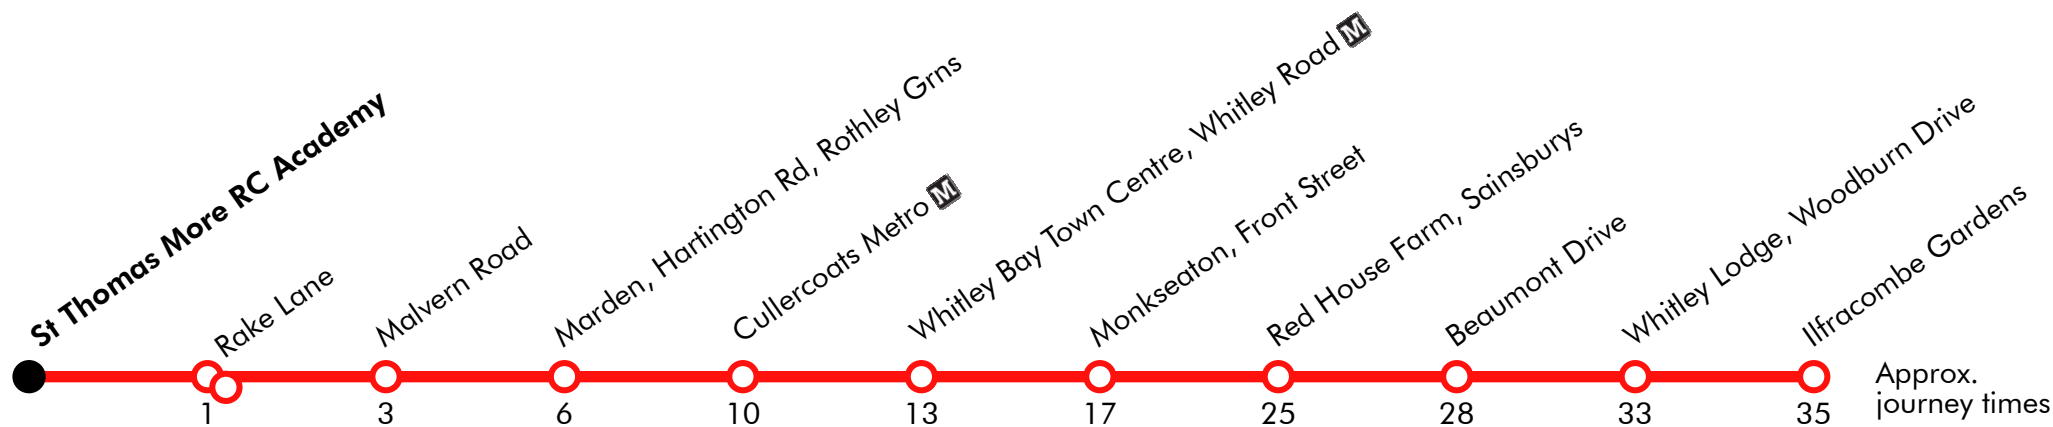 St Thomas More RC Academy
Rake Lane
Malvern Road
Marden, Hartington Rd, Rothley Grns
Cullercoats Metro M
Whitley Bay Town Centre, Whitley Road M
Monkseaton, Front Street
Red House Farm, Sainsburys
Beaumont Drive
Whitley Lodge, Woodburn Drive
Ilfracombe Gardens
1 3 6 10 13 17 25 28 33 35
Approx.
journey times